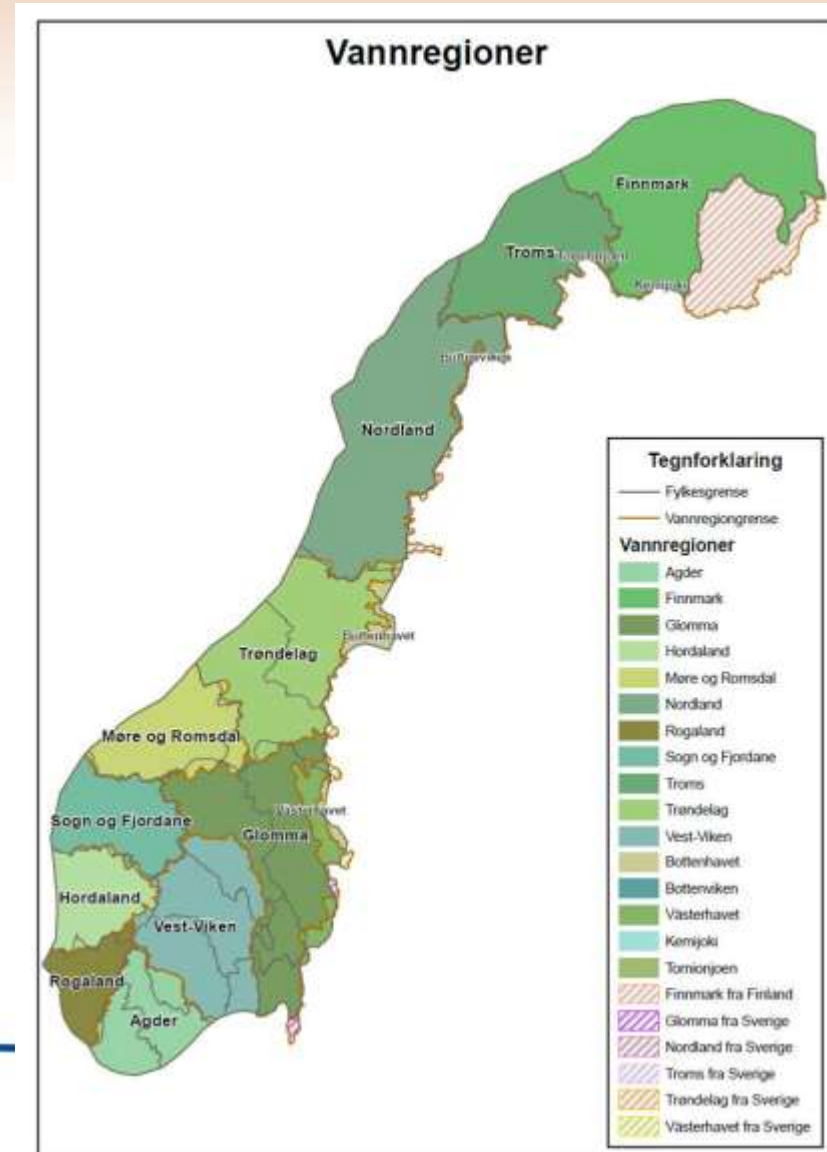 Vannregioner
Finnmark
Troms
Kemijoki
Nordland
Bottenhavet
Trøndelag
Møre og Romsdal
Västerhavet
Sogn og Fjordane
Glomma
Hordaland
Vest-Viken
Rogaland
Agder
Tegnforklaring
Fylkesgrense
Vannregiongrense
Vannregioner
Agder
Finnmark
Glomma
Hordaland
Møre og Romsdal
Nordland
Rogaland
Sogn og Fjordane
Troms
Trøndelag
Vest-Viken
Bottenhavet
Bottenviken
Västerhavet
Kemijoki
Tornionjoen
Finnmark fra Finland
Glomma fra Sverige
Nordland fra Sverige
Troms fra Sverige
Trøndelag fra Sverige
Västerhavet fra Sverige